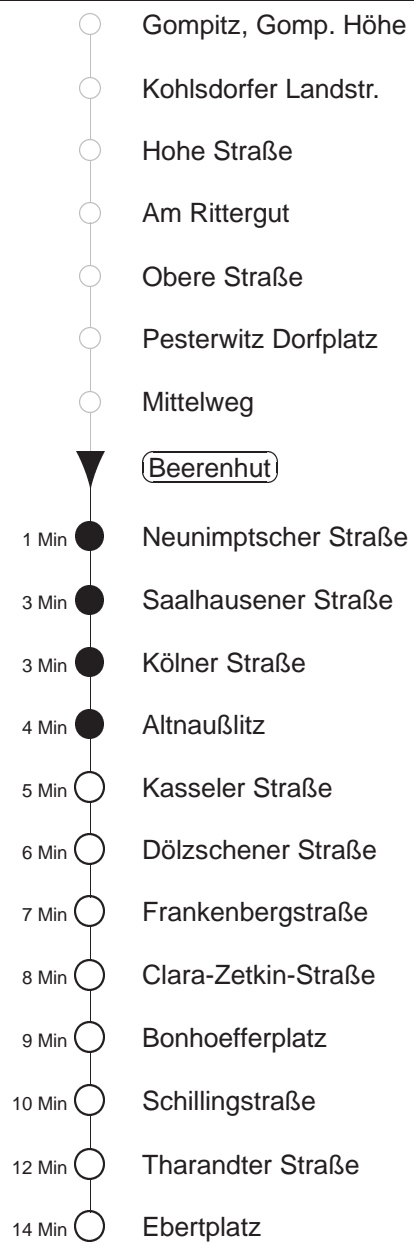 Gompitz, Gomp. Höhe
Kohlsdorfer Landstr.
Hohe Straße
Am Rittergut
Obere Straße
Pesterwitz Dorfplatz
Mittelweg
Beerenhut
1 Min Neunimptscher Straße
3 Min Saalhausener Straße
3 Min Kölner Straße
4 Min Altnaußlitz
5 Min Kasseler Straße
6 Min Dölzschener Straße
7 Min Frankenbergstraße
8 Min Clara-Zetkin-Straße
9 Min Bonhoefferplatz
10 Min Schillingstraße
12 Min Tharandter Straße
14 Min Ebertplatz